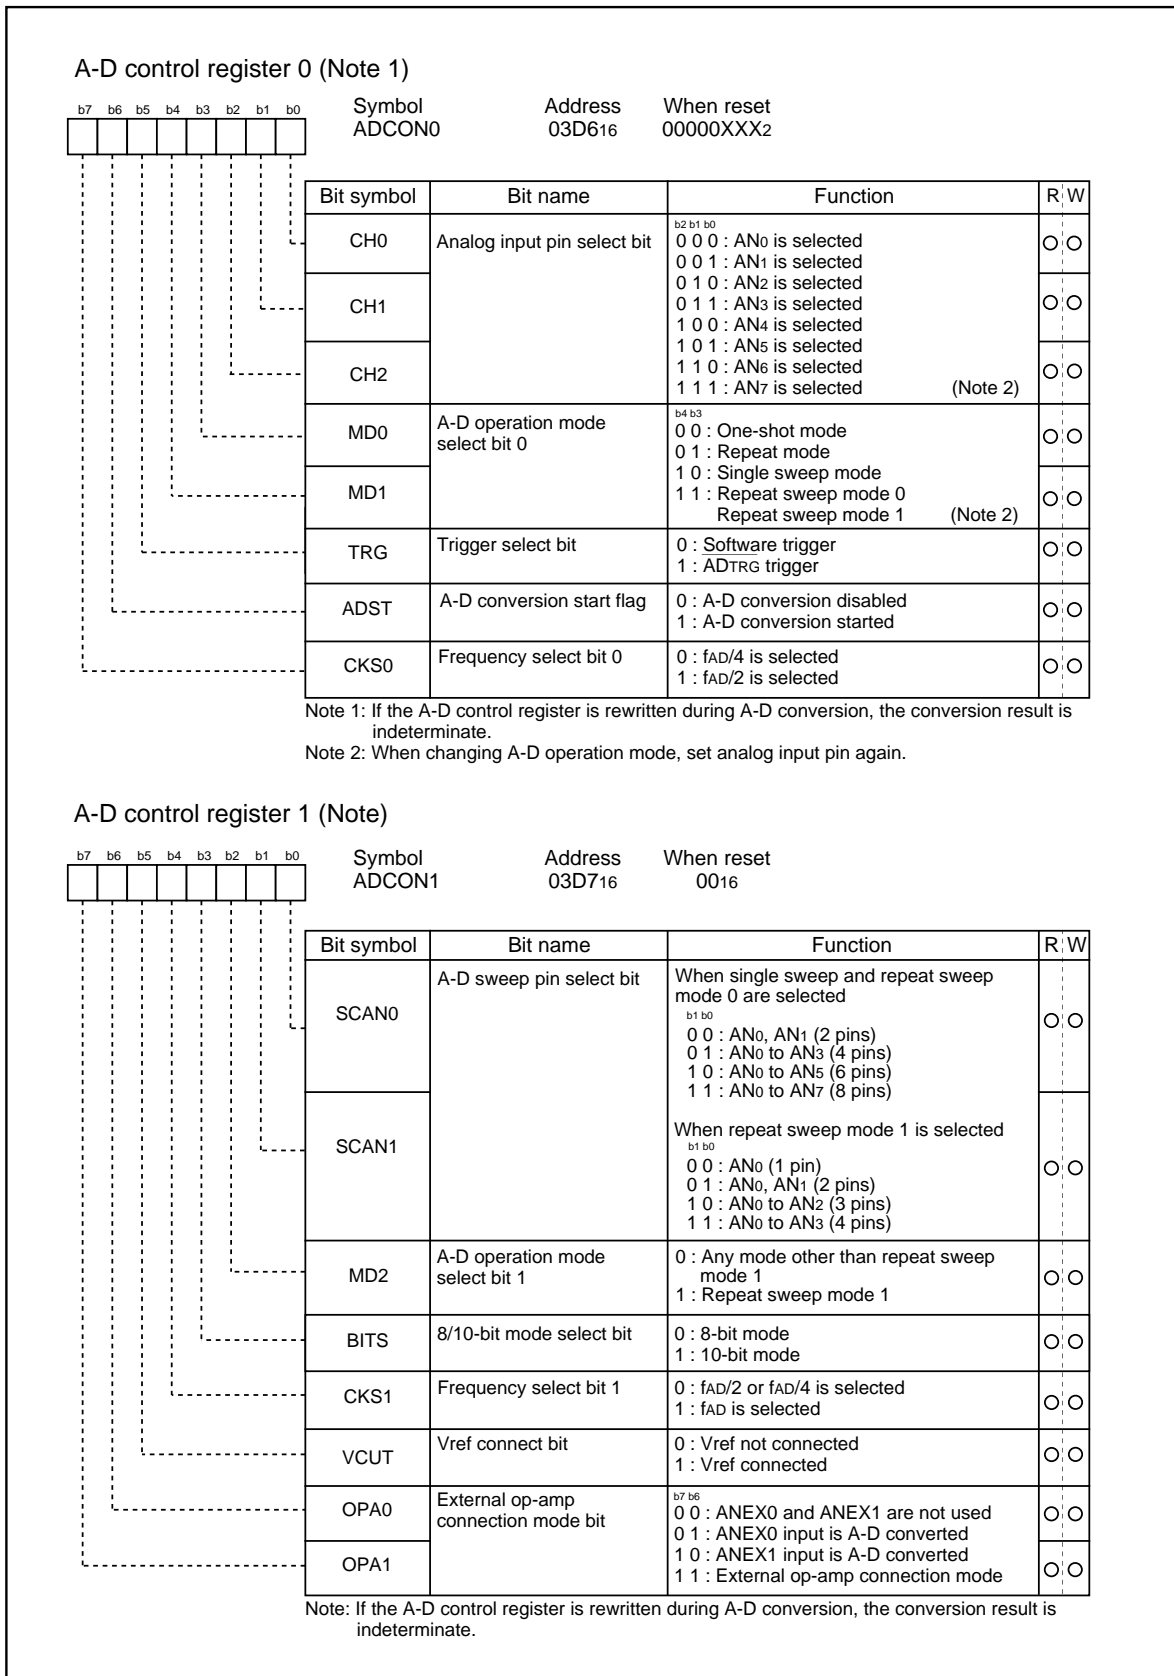 A-D control register 0 (Note 1)
b7 b6 b5 b4 b3 b2 b1 b0
Symbol Address When reset
ADCON0 03D616 00000XXX2
Bit symbol Bit name Function R W
CH0 Analog input pin select bit
b2 b1 b0
0 0 0 : AN0 is selected
0 0 1 : AN1 is selected
0 1 0 : AN2 is selected
CH1
0 1 1 : AN3 is selected
1 0 0 : AN4 is selected
1 0 1 : AN5 is selected
CH2
1 1 0 : AN6 is selected
1 1 1 : AN7 is selected (Note 2)
MD0 A-D operation mode
select bit 0
b4 b3
0 0 : One-shot mode
0 1 : Repeat mode
MD1
1 0 : Single sweep mode
1 1 : Repeat sweep mode 0
Repeat sweep mode 1 (Note 2)
TRG Trigger select bit
0 : Software trigger
1 : ADTRG trigger
ADST A-D conversion start flag
0 : A-D conversion disabled
1 : A-D conversion started
CKS0 Frequency select bit 0
0 : fAD/4 is selected
1 : fAD/2 is selected
Note 1: If the A-D control register is rewritten during A-D conversion, the conversion result is
indeterminate.
Note 2: When changing A-D operation mode, set analog input pin again.
A-D control register 1 (Note)
b7 b6 b5 b4 b3 b2 b1 b0
Symbol Address When reset
ADCON1 03D716 0016
Bit symbol Bit name Function R W
SCAN0 A-D sweep pin select bit
When single sweep and repeat sweep
mode 0 are selected
b1 b0
0 0 : AN0, AN1 (2 pins)
0 1 : AN0 to AN3 (4 pins)
1 0 : AN0 to AN5 (6 pins)
1 1 : AN0 to AN7 (8 pins)
SCAN1
When repeat sweep mode 1 is selected
b1 b0
0 0 : AN0 (1 pin)
0 1 : AN0, AN1 (2 pins)
1 0 : AN0 to AN2 (3 pins)
1 1 : AN0 to AN3 (4 pins)
MD2 A-D operation mode
select bit 1
0 : Any mode other than repeat sweep
mode 1
1 : Repeat sweep mode 1
BITS 8/10-bit mode select bit
0 : 8-bit mode
1 : 10-bit mode
CKS1 Frequency select bit 1
0 : fAD/2 or fAD/4 is selected
1 : fAD is selected
VCUT Vref connect bit
0 : Vref not connected
1 : Vref connected
OPA0 External op-amp
connection mode bit
b7 b6
0 0 : ANEX0 and ANEX1 are not used
0 1 : ANEX0 input is A-D converted
OPA1
1 0 : ANEX1 input is A-D converted
1 1 : External op-amp connection mode
Note: If the A-D control register is rewritten during A-D conversion, the conversion result is
indeterminate.